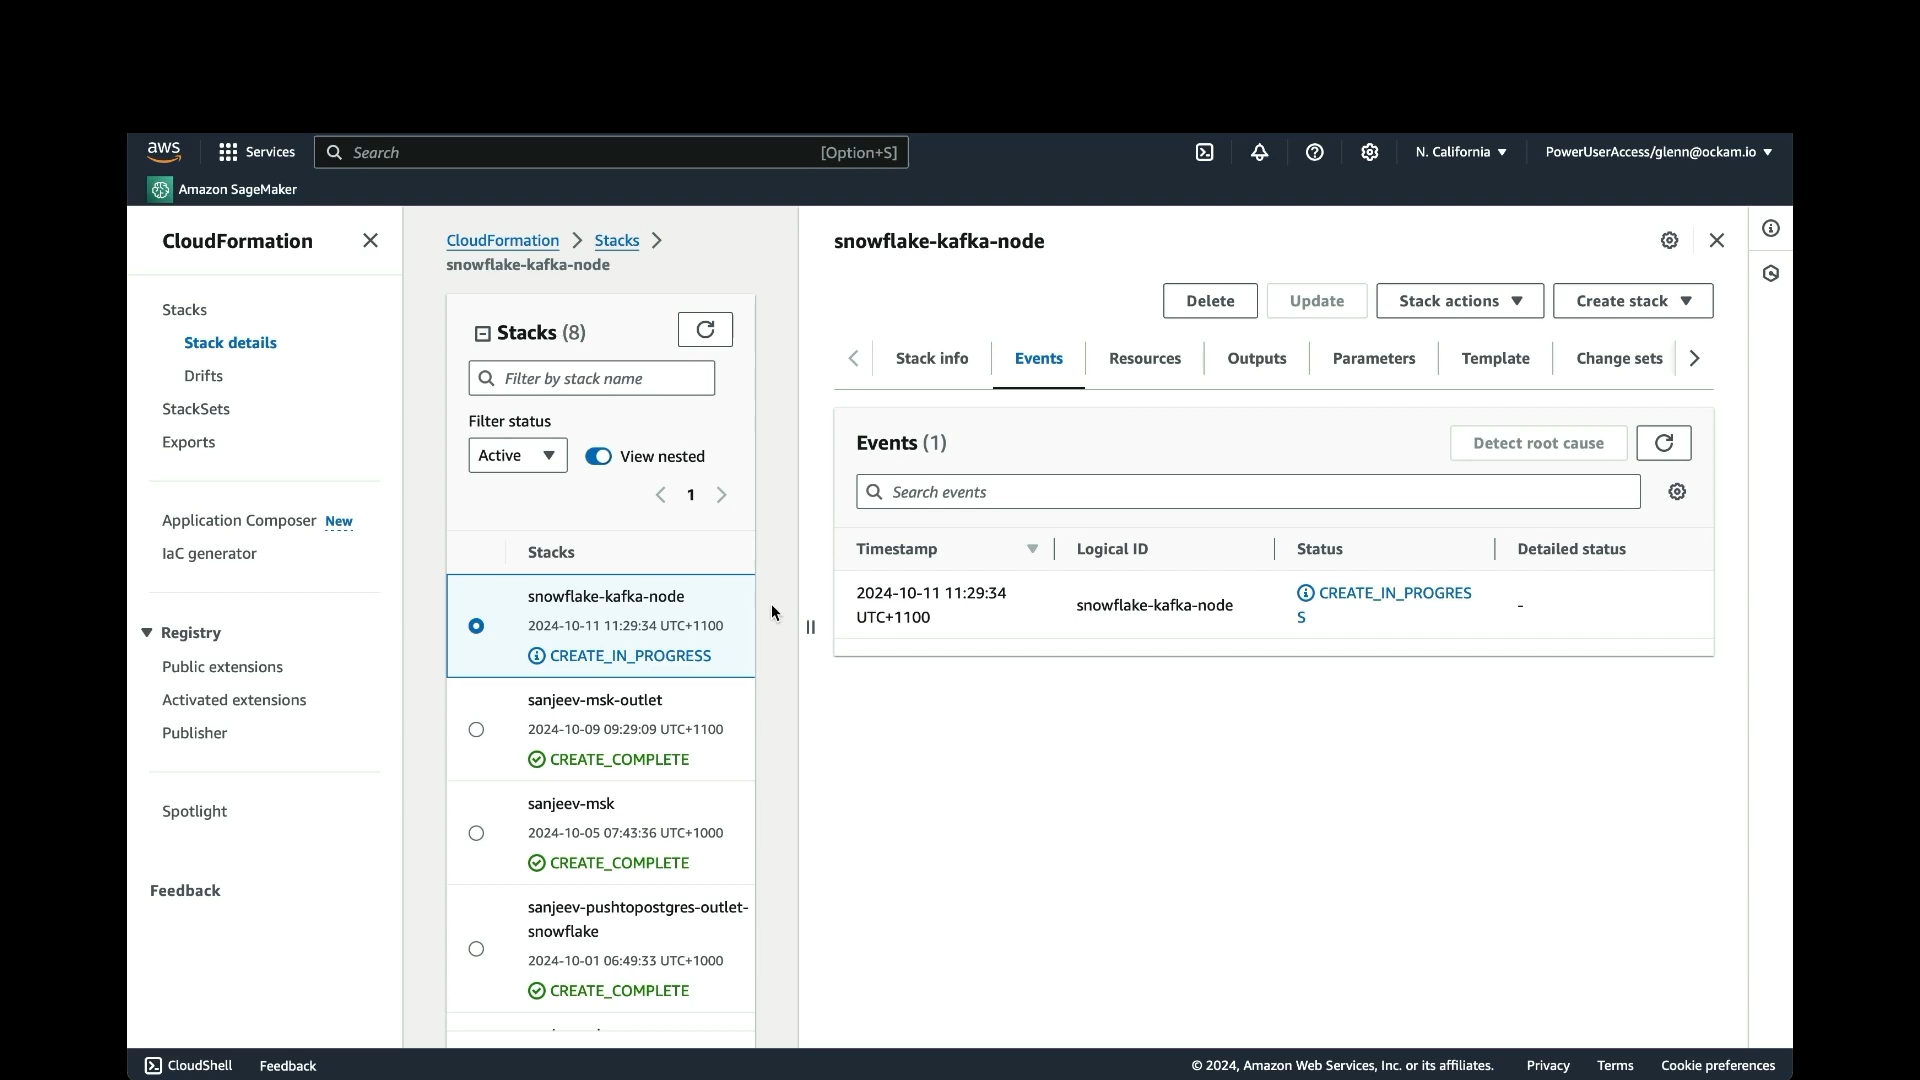 aws
Services
Search
[Option+S]
N. California
PowerUserAccess/glenn@ockam.io
Amazon SageMaker
CloudFormation
Stacks
Stack details
Drifts
StackSets
Exports
Application Composer New
IaC generator
Registry
Public extensions
Activated extensions
Publisher
Spotlight
Feedback
CloudFormation
Stacks
snowflake-kafka-node
Stacks (8)
Filter by stack name
Filter status
Active
View nested
1
Stacks
snowflake-kafka-node
2024-10-11 11:29:34 UTC+1100
CREATE_IN_PROGRESS
sanjeev-msk-outlet
2024-10-09 09:29:09 UTC+1100
CREATE_COMPLETE
sanjeev-msk
2024-10-05 07:43:36 UTC+1000
CREATE_COMPLETE
sanjeev-pushtopostgres-outlet-
snowflake
2024-10-01 06:49:33 UTC+1000
CREATE_COMPLETE
snowflake-kafka-node
Delete
Update
Stack actions
Create stack
Stack info
Events
Resources
Outputs
Parameters
Template
Change sets
Events (1)
Detect root cause
Search events
Timestamp
Logical ID
Status
Detailed status
2024-10-11 11:29:34
UTC+1100
snowflake-kafka-node
CREATE_IN_PROGRES
S
-
CloudShell
Feedback
© 2024, Amazon Web Services, Inc. or its affiliates.
Privacy
Terms
Cookie preferences